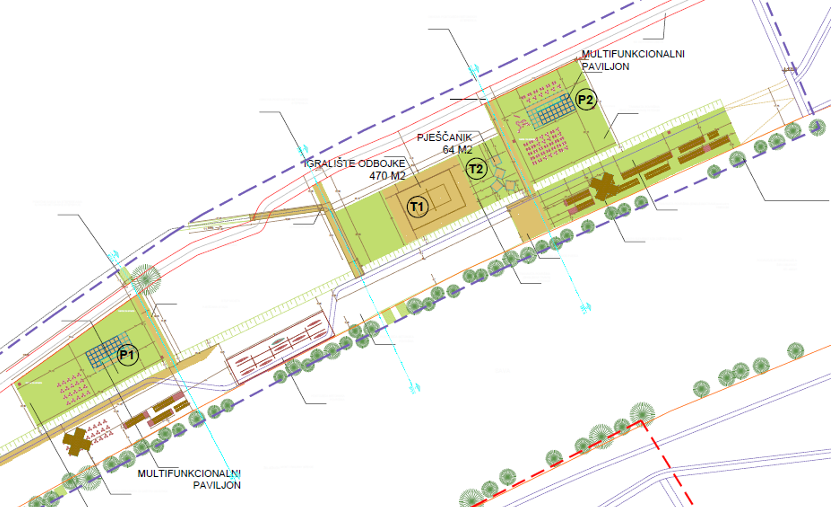 MULTIFUNKCIONALNI
PAVILJON
P2
PJEŠČANIK
64 M2
T2
IGRALIŠTE ODBOJKE
470 M2
T1
P1
MULTIFUNKCIONALNI
PAVILJON